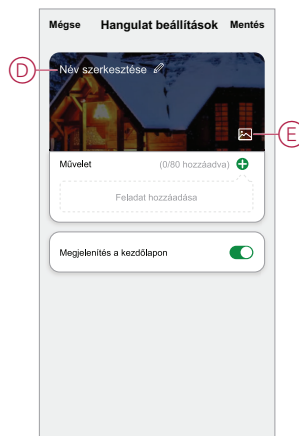 Mégse Hangulat beállítások Mentés
D Név szerkesztése
E
Művelet (0/80 hozzáadva)
Feladat hozzáadása
Megjelenítés a kezdőlapon